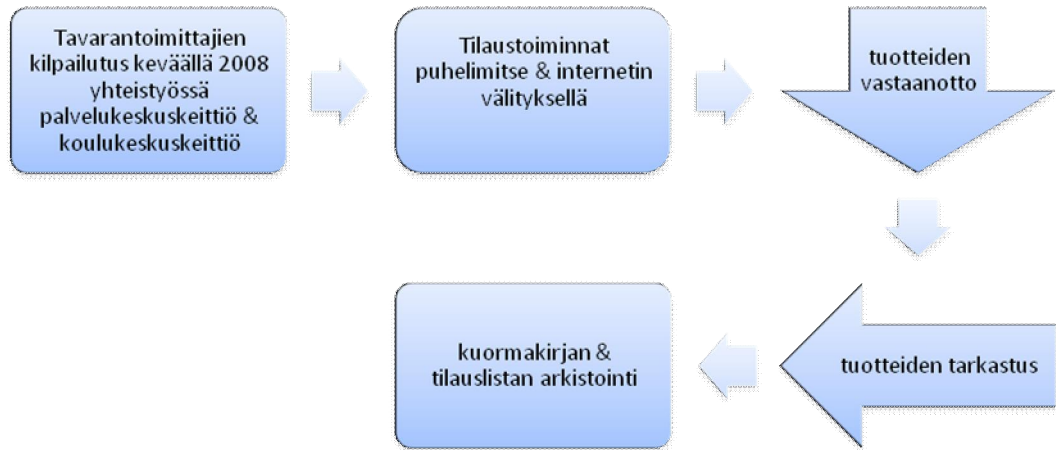 Tavarantoimittajien
kilpailutus keväällä 2008
yhteistyössä
palvelukeskuskeittiö &
koulukeskuskeittiö
Tilaustoiminnat
puhelimitse & internetin
välityksellä
tuotteiden
vastaanotto
tuotteiden tarkastus
kuormakirjan &
tilauslistan arkistointi